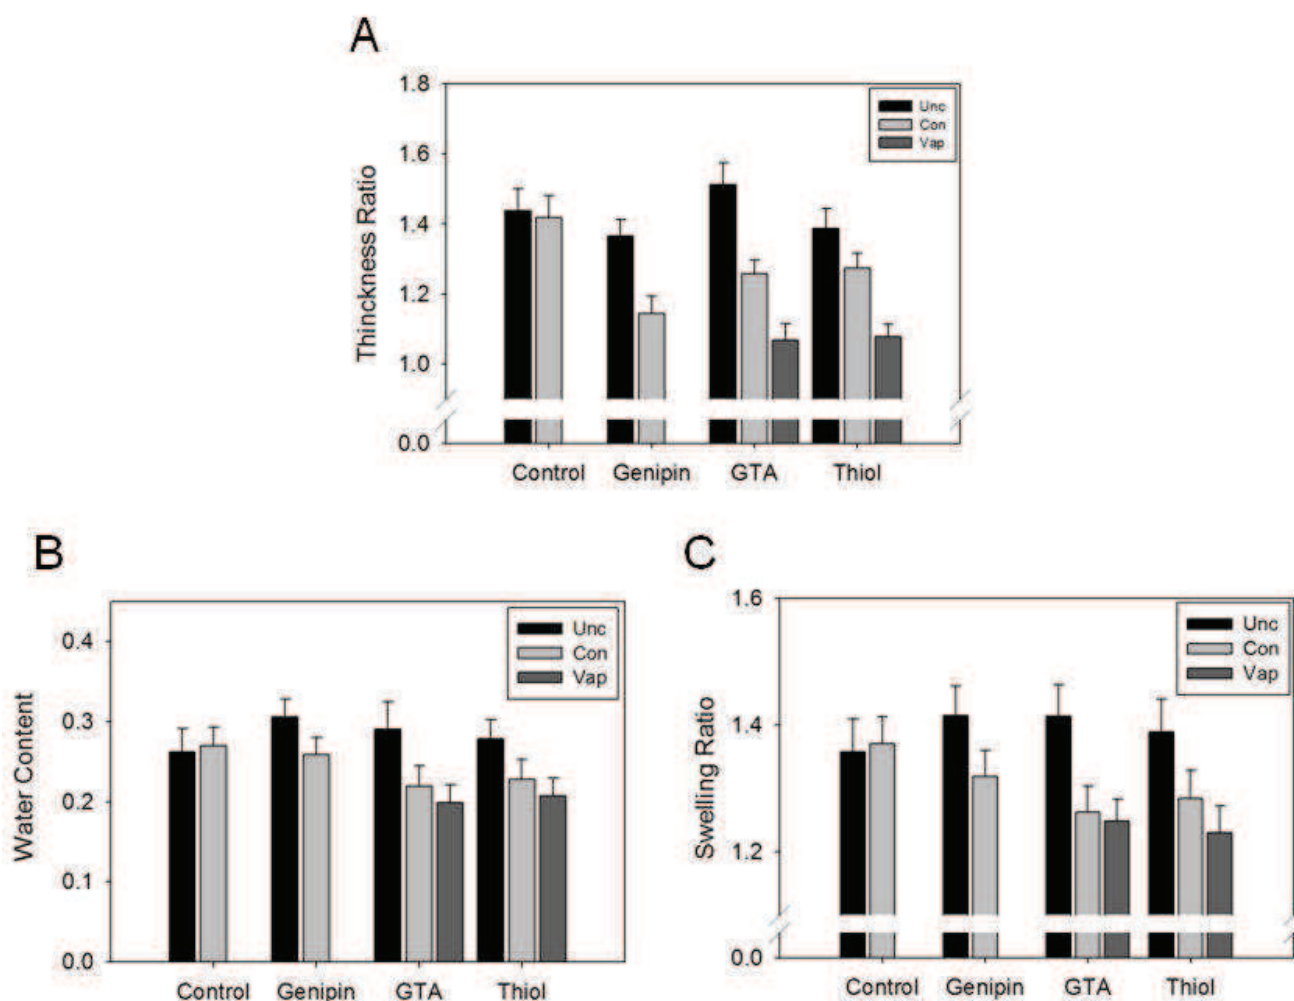 A
1.8
1.6
1.4
1.2
1.0
0.0
Thinckness Ratio
Unc
Con
Vap
Control Genipin GTA Thiol
B
0.4
0.3
0.2
0.1
0.0
Water Content
Unc
Con
Vap
Control Genipin GTA Thiol
C
1.6
1.4
1.2
0.0
Swelling Ratio
Unc
Con
Vap
Control Genipin GTA Thiol